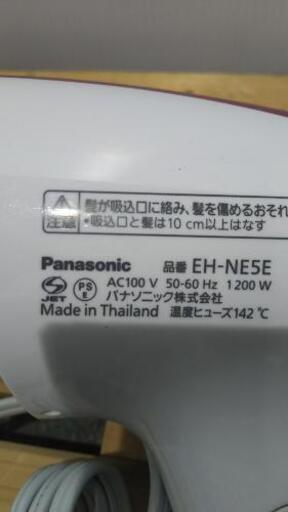 注意
髪が吸込口に絡み、髪を傷めるおそれ
・吸込口と髪は10 cm以上はなす
Panasonic 品番 EH-NE5E
JET PS E AC100 V 50-60 Hz 1200W
パナソニック株式会社
Made in Thailand 温度ヒューズ142 ℃